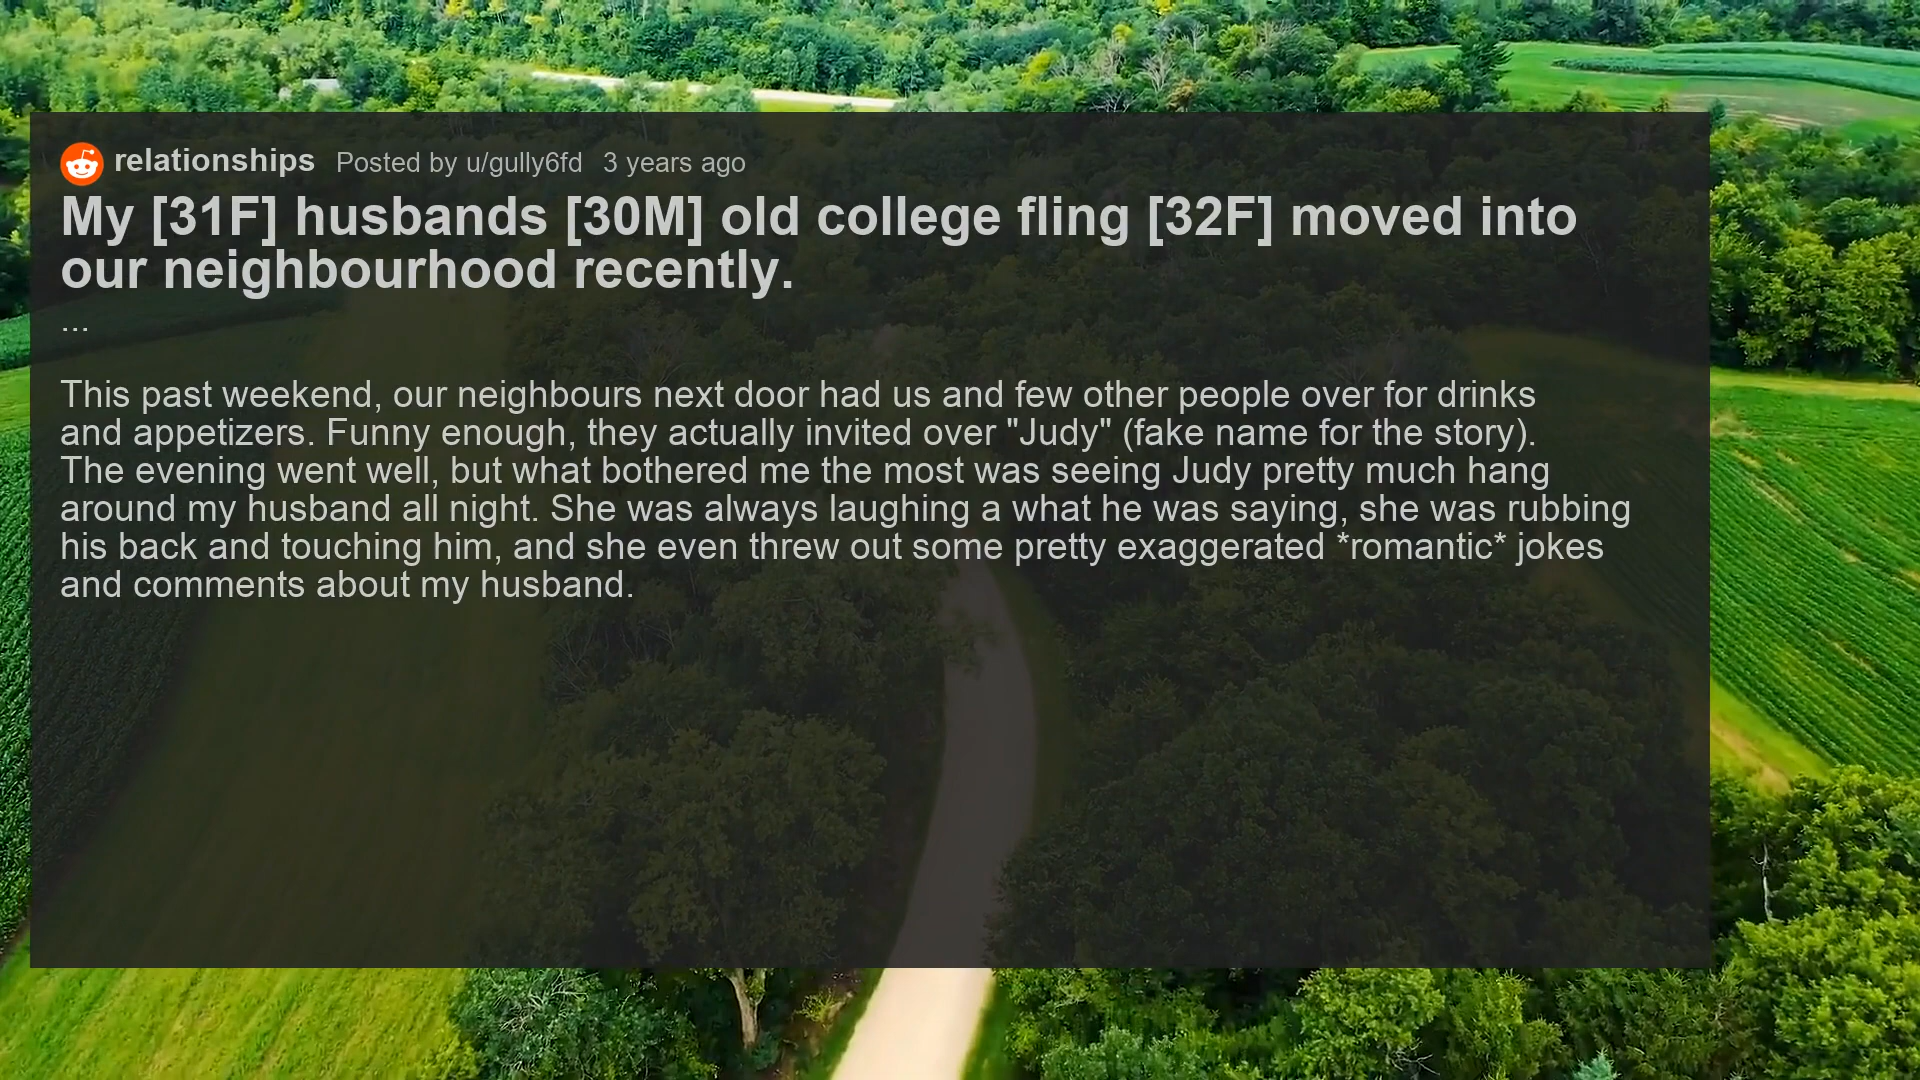 relationships Posted by u/gully6fd 3 years ago
My [31F] husbands [30M] old college fling [32F] moved into
our neighbourhood recently.
...
This past weekend, our neighbours next door had us and few other people over for drinks
and appetizers. Funny enough, they actually invited over "Judy" (fake name for the story).
The evening went well, but what bothered me the most was seeing Judy pretty much hang
around my husband all night. She was always laughing a what he was saying, she was rubbing
his back and touching him, and she even threw out some pretty exaggerated *romantic* jokes
and comments about my husband.